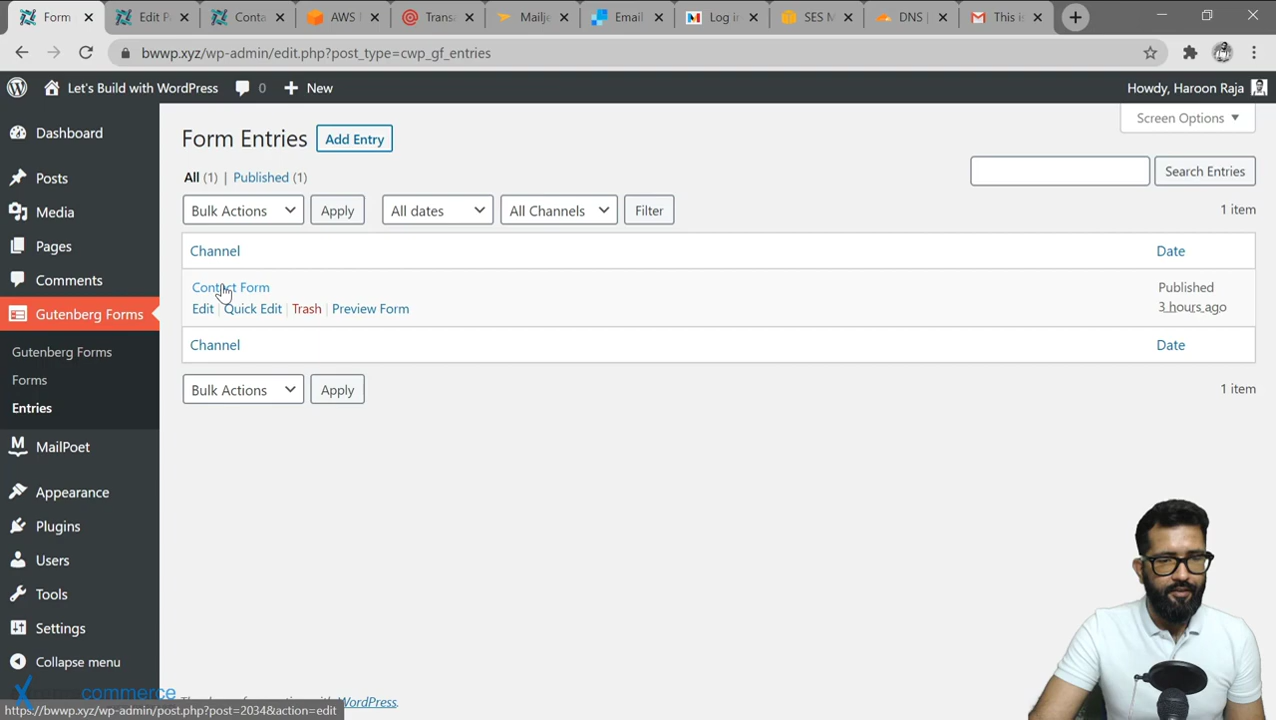 Form
Edit P
Conta
AWS
Transa
Mailje
Email
Log i
SES M
DNS |
This i
bwwp.xyz/wp-admin/edit.php?post_type=cwp_gf_entries
Let's Build with WordPress
0
New
Howdy, Haroon Raja
Dashboard
Posts
Media
Pages
Comments
Gutenberg Forms
Gutenberg Forms
Forms
Entries
MailPoet
Appearance
Plugins
Users
Tools
Settings
Collapse menu
Screen Options
Form Entries
Add Entry
All (1) | Published (1)
Search Entries
Bulk Actions
Apply
All dates
All Channels
Filter
1 item
Channel
Date
Contact Form
Published
Edit | Quick Edit | Trash | Preview Form
3 hours ago
Channel
Date
Bulk Actions
Apply
1 item
commerce
WordPress.
https://bwwp.xyz/wp-admin/post.php?post=2034&action=edit